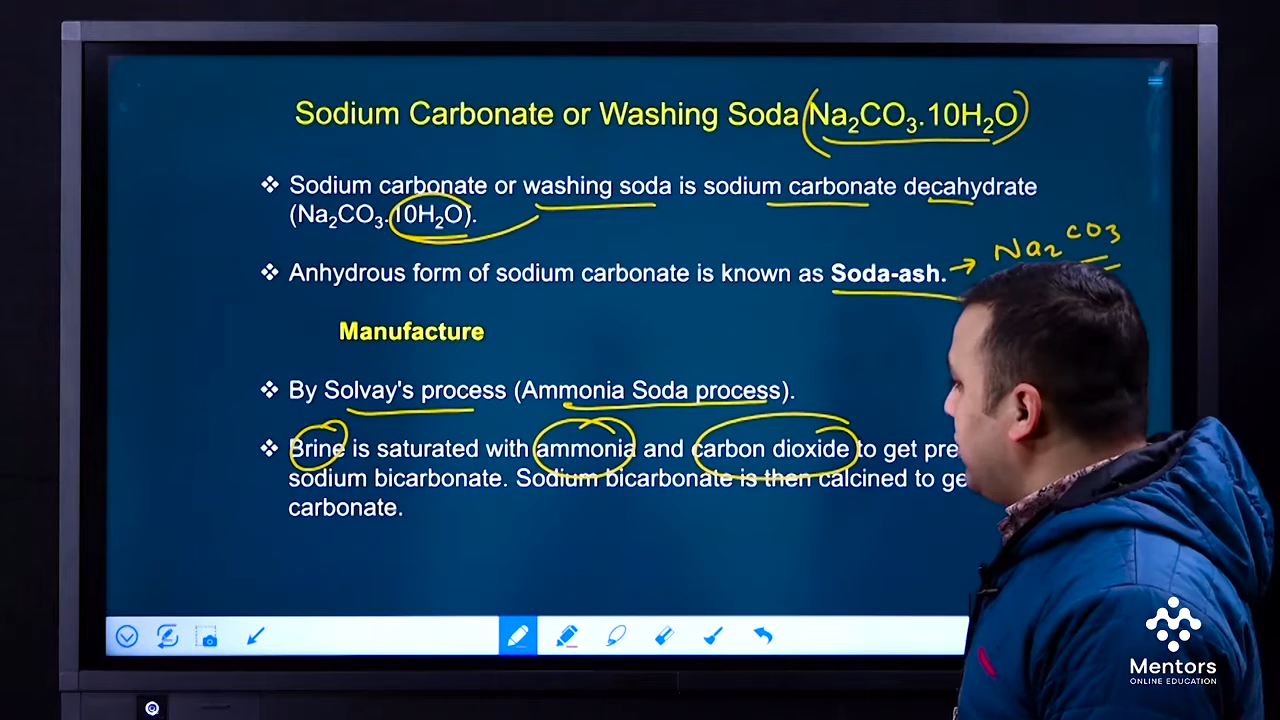 Sodium Carbonate or Washing Soda (Na₂CO₃.10H₂O)
❖ Sodium carbonate or washing soda is sodium carbonate decahydrate
(Na₂CO₃.10H₂O).
Na₂CO₃
❖ Anhydrous form of sodium carbonate is known as Soda-ash. →
Manufacture
❖ By Solvay's process (Ammonia Soda process).
❖ Brine is saturated with ammonia and carbon dioxide to get
sodium bicarbonate. Sodium bicarbonate is then calcined to
carbonate.
Mentors
ONLINE EDUCATION